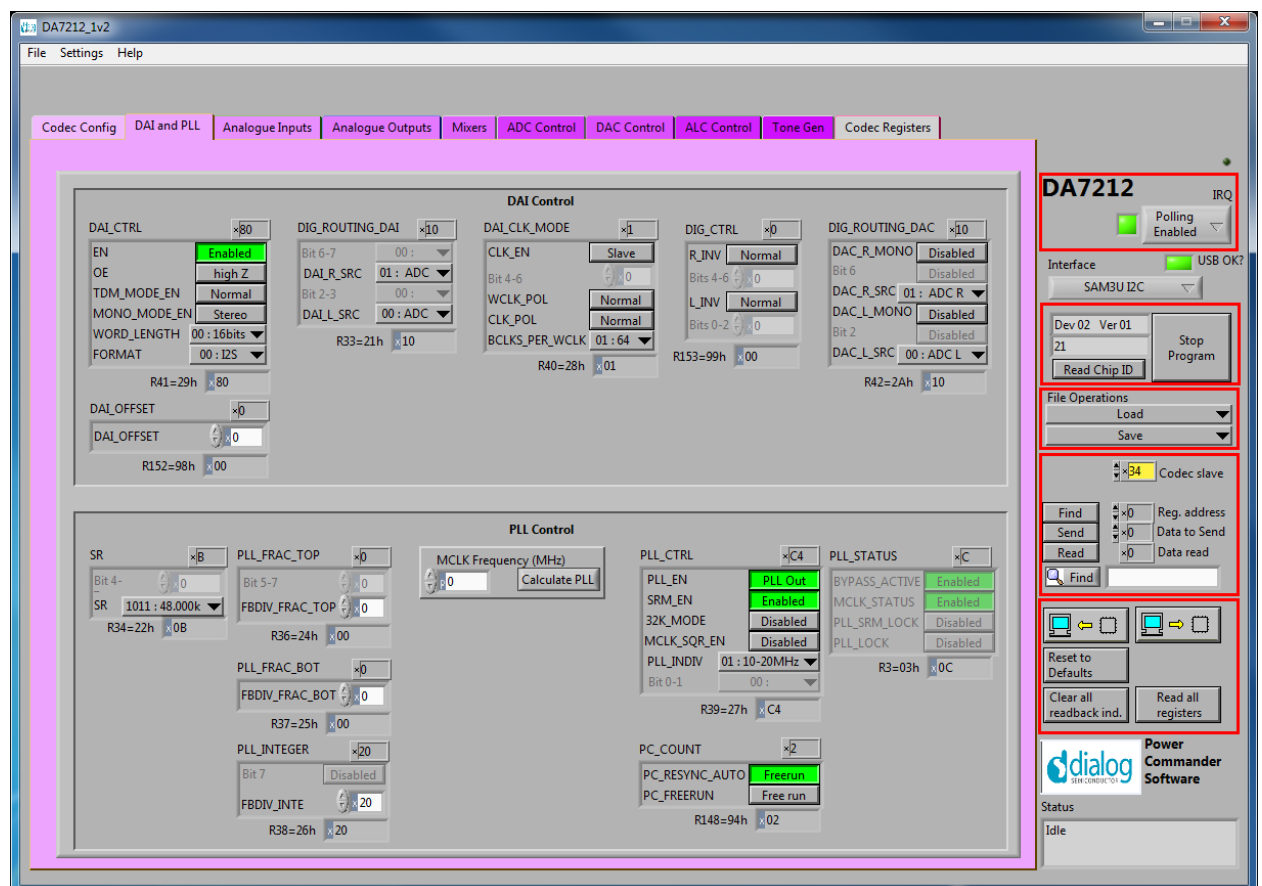 DA7212_1v2
File Settings Help
Codec Config DAI and PLL Analogue Inputs Analogue Outputs Mixers ADC Control DAC Control ALC Control Tone Gen Codec Registers
DAI Control
DAI_CTRL x80
EN Enabled
OE high Z
TDM_MODE_EN Normal
MONO_MODE_EN Stereo
WORD_LENGTH 00 : 16bits
FORMAT 00 : I2S
R41=29h x80
DAI_OFFSET x0
DAI_OFFSET x0
R152=98h x00
DIG_ROUTING_DAI x10
Bit 6-7 00 :
DAI_R_SRC 01 : ADC
Bit 2-3 00 :
DAI_L_SRC 00 : ADC
R33=21h x10
DAI_CLK_MODE x1
CLK_EN Slave
Bit 4-6 x0
WCLK_POL Normal
CLK_POL Normal
BCLKS_PER_WCLK 01 : 64
R40=28h x01
DIG_CTRL x0
R_INV Normal
Bits 4-6 x0
L_INV Normal
Bits 0-2 x0
R153=99h x00
DIG_ROUTING_DAC x10
DAC_R_MONO Disabled
Bit 6 Disabled
DAC_R_SRC 01 : ADC R
DAC_L_MONO Disabled
Bit 2 Disabled
DAC_L_SRC 00 : ADC L
R42=2Ah x10
PLL Control
SR xB
Bit 4- x0
SR 1011 : 48.000k
R34=22h x0B
PLL_FRAC_TOP x0
Bit 5-7 x0
FBDIV_FRAC_TOP x0
R36=24h x00
PLL_FRAC_BOT x0
FBDIV_FRAC_BOT x0
R37=25h x00
PLL_INTEGER x20
Bit 7 Disabled
FBDIV_INTE x20
R38=26h x20
MCLK Frequency (MHz)
0 Calculate PLL
PLL_CTRL xC4
PLL_EN PLL Out
SRM_EN Enabled
32K_MODE Disabled
MCLK_SQR_EN Disabled
PLL_INDIV 01 : 10-20MHz
Bit 0-1 00 :
R39=27h xC4
PC_COUNT x2
PC_RESYNC_AUTO Freerun
PC_FREERUN Free run
R148=94h x02
PLL_STATUS xC
BYPASS_ACTIVE Enabled
MCLK_STATUS Enabled
PLL_SRM_LOCK Disabled
PLL_LOCK Disabled
R3=03h x0C
DA7212 IRQ
Polling
Enabled
Interface USB OK?
SAM3U I2C
Dev 02 Ver 01
21
Read Chip ID
Stop
Program
File Operations
Load
Save
x34 Codec slave
Find x0 Reg. address
Send x0 Data to Send
Read x0 Data read
Find
Reset to
Defaults
Clear all
readback ind.
Read all
registers
dialog
SEMICONDUCTOR
Power
Commander
Software
Status
Idle